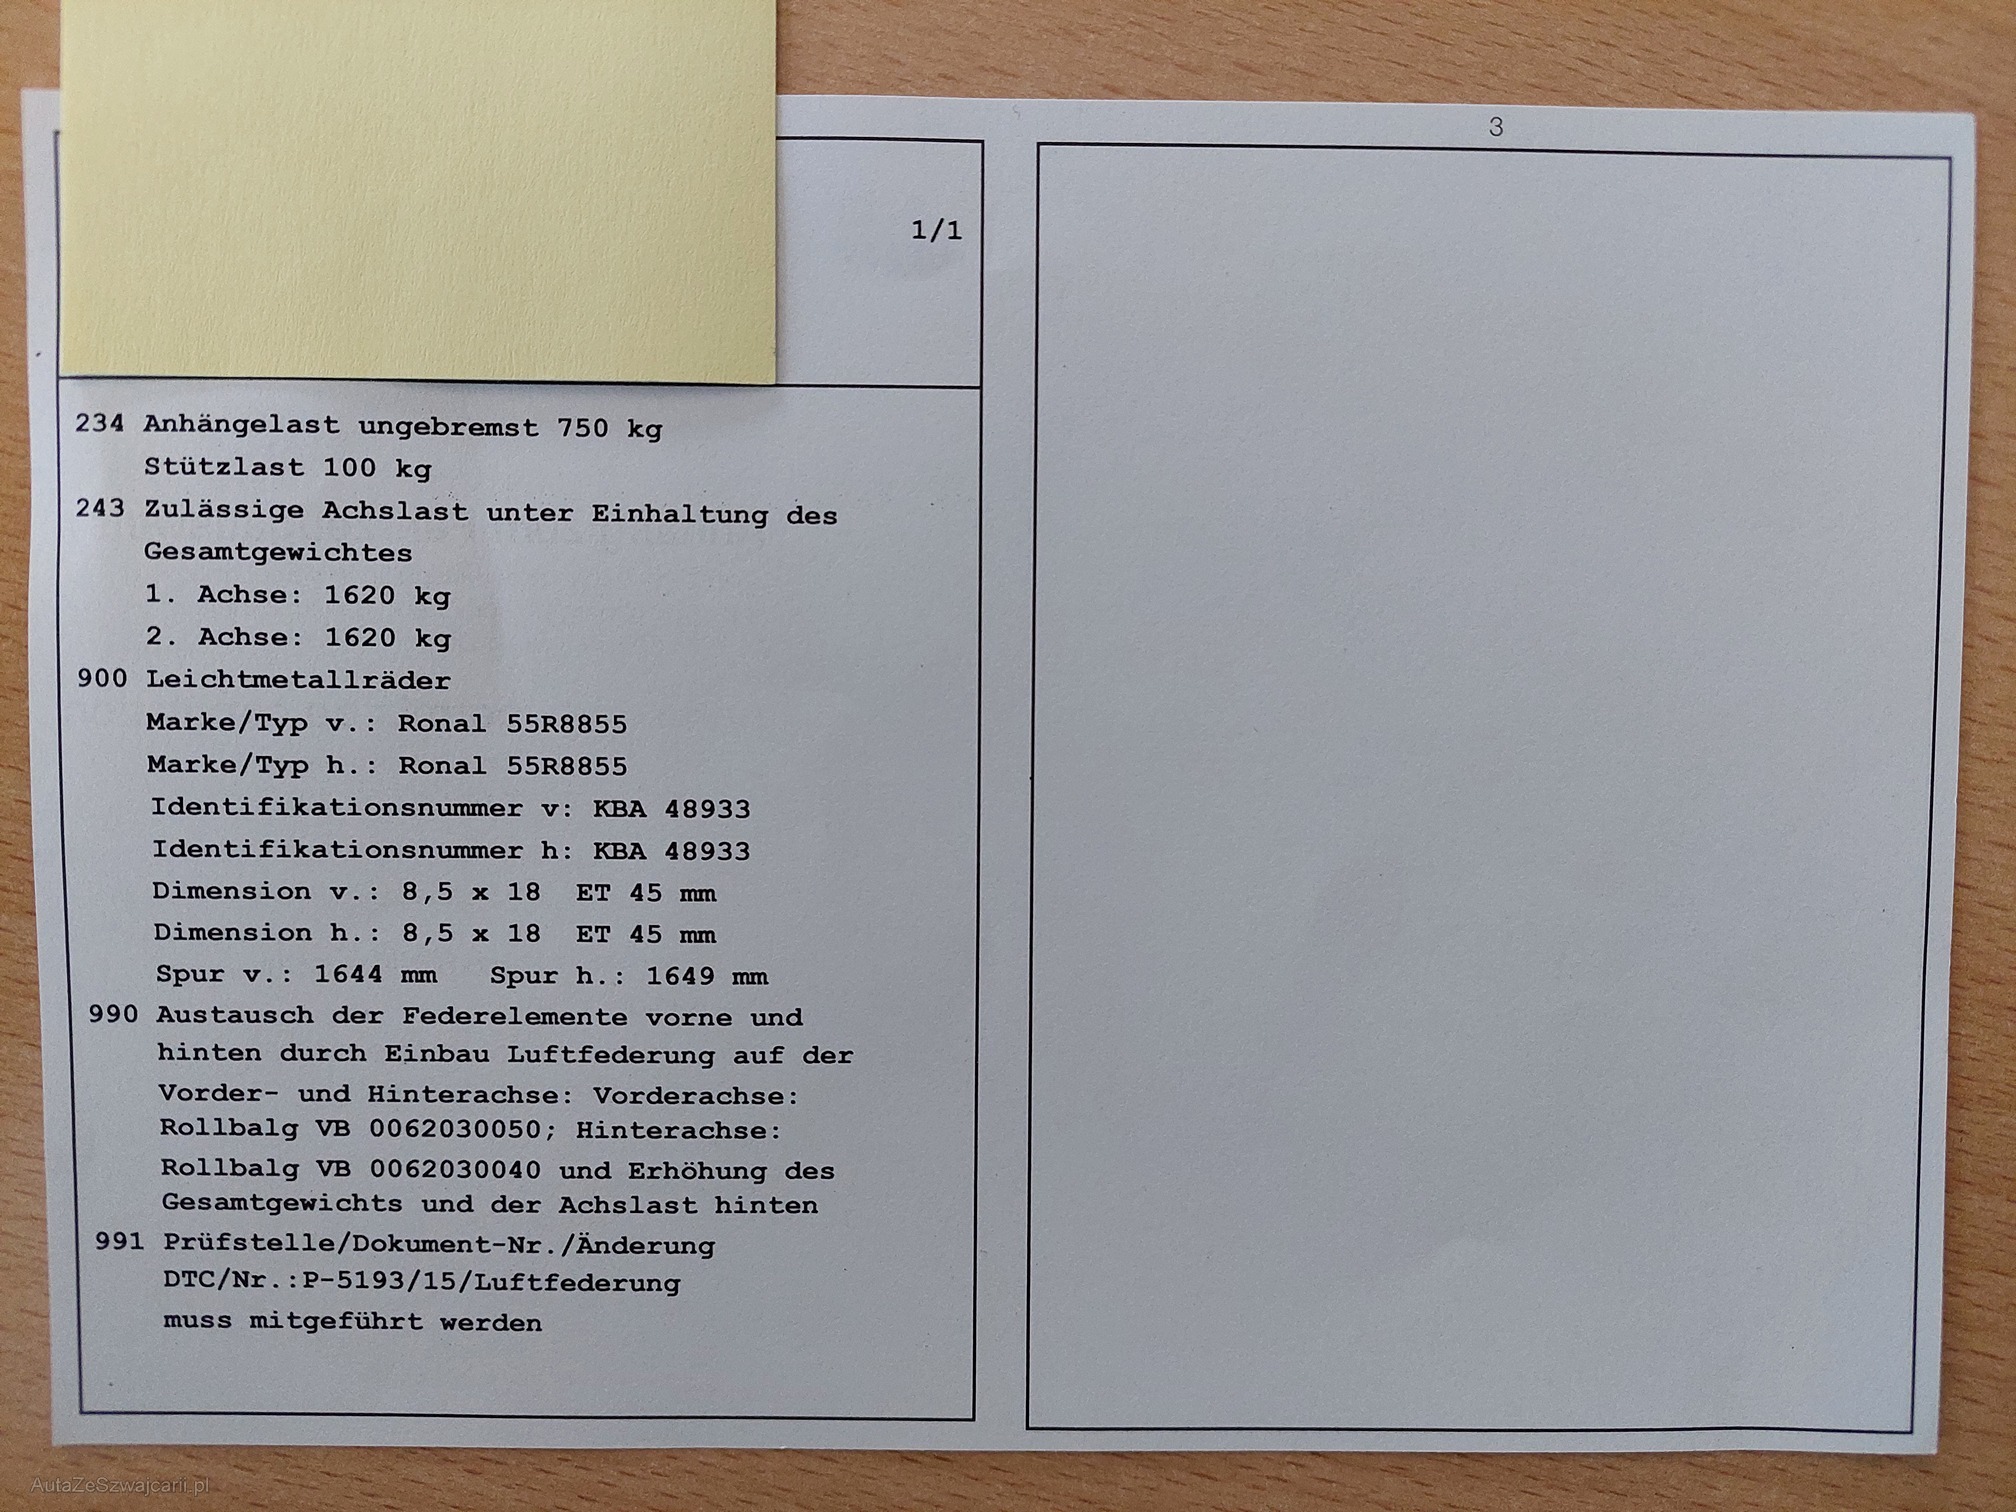 3
1/1
234 Anhängelast ungebremst 750 kg
Stützlast 100 kg
243 Zulässige Achslast unter Einhaltung des
Gesamtgewichtes
1. Achse: 1620 kg
2. Achse: 1620 kg
900 Leichtmetallräder
Marke/Typ v.: Ronal 55R8855
Marke/Typ h.: Ronal 55R8855
Identifikationsnummer v: KBA 48933
Identifikationsnummer h: KBA 48933
Dimension v.: 8,5 x 18 ET 45 mm
Dimension h.: 8,5 x 18 ET 45 mm
Spur v.: 1644 mm Spur h.: 1649 mm
990 Austausch der Federelemente vorne und
hinten durch Einbau Luftfederung auf der
Vorder- und Hinterachse: Vorderachse:
Rollbalg VB 0062030050; Hinterachse:
Rollbalg VB 0062030040 und Erhöhung des
Gesamtgewichts und der Achslast hinten
991 Prüfstelle/Dokument-Nr./Änderung
DTC/Nr.:P-5193/15/Luftfederung
muss mitgeführt werden
AutaZeSzwajcarii.pl